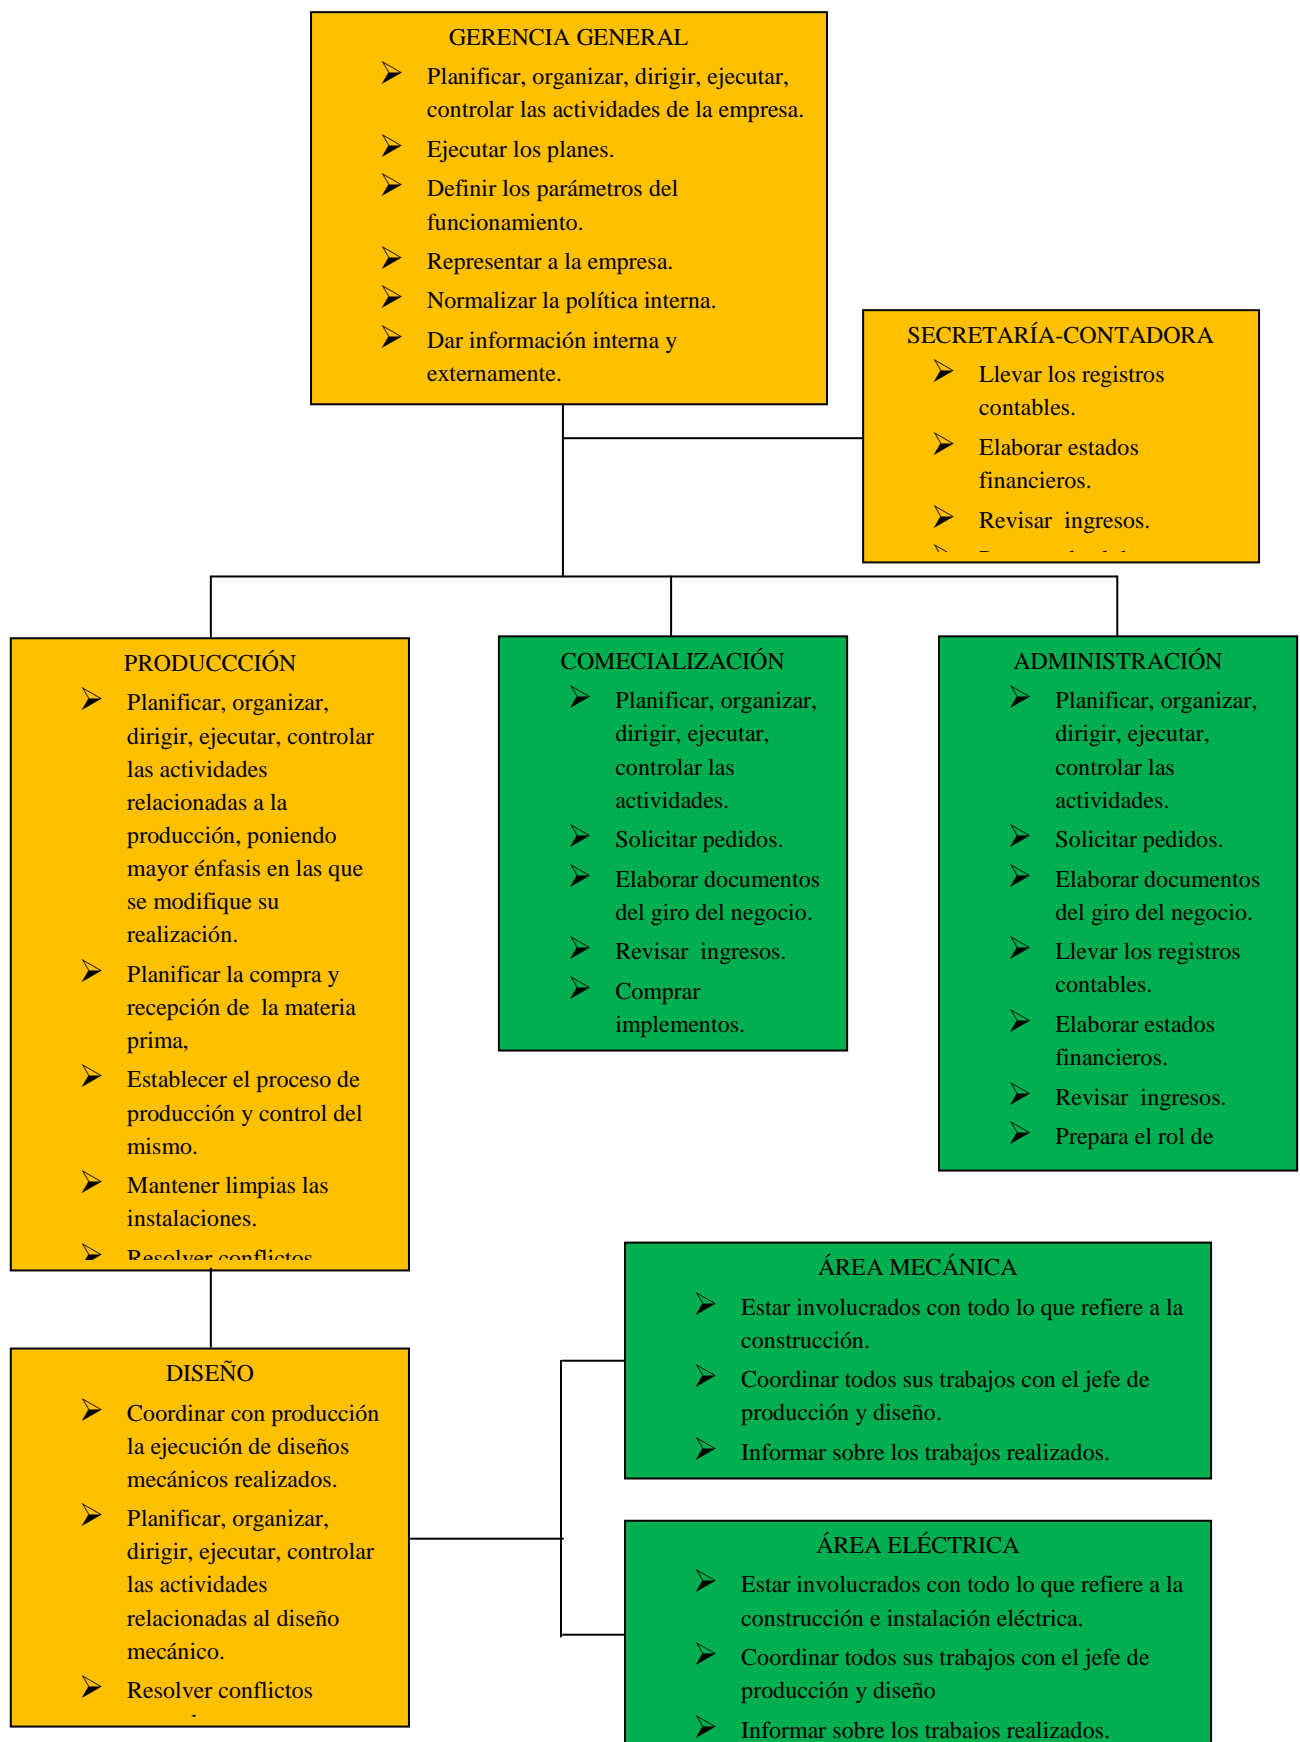 GERENCIA GENERAL
➢ Planificar, organizar, dirigir, ejecutar,
controlar las actividades de la empresa.
➢ Ejecutar los planes.
➢ Definir los parámetros del
funcionamiento.
➢ Representar a la empresa.
➢ Normalizar la política interna.
➢ Dar información interna y
externamente.
SECRETARÍA-CONTADORA
➢ Llevar los registros
contables.
➢ Elaborar estados
financieros.
➢ Revisar ingresos.
PRODUCCCIÓN
➢ Planificar, organizar,
dirigir, ejecutar, controlar
las actividades
relacionadas a la
producción, poniendo
mayor énfasis en las que
se modifique su
realización.
➢ Planificar la compra y
recepción de la materia
prima,
➢ Establecer el proceso de
producción y control del
mismo.
➢ Mantener limpias las
instalaciones.
➢ Resolver conflictos
COMECIALIZACIÓN
➢ Planificar, organizar,
dirigir, ejecutar,
controlar las
actividades.
➢ Solicitar pedidos.
➢ Elaborar documentos
del giro del negocio.
➢ Revisar ingresos.
➢ Comprar
implementos.
ADMINISTRACIÓN
➢ Planificar, organizar,
dirigir, ejecutar,
controlar las
actividades.
➢ Solicitar pedidos.
➢ Elaborar documentos
del giro del negocio.
➢ Llevar los registros
contables.
➢ Elaborar estados
financieros.
➢ Revisar ingresos.
➢ Prepara el rol de
DISEÑO
➢ Coordinar con producción
la ejecución de diseños
mecánicos realizados.
➢ Planificar, organizar,
dirigir, ejecutar, controlar
las actividades
relacionadas al diseño
mecánico.
➢ Resolver conflictos
ÁREA MECÁNICA
➢ Estar involucrados con todo lo que refiere a la
construcción.
➢ Coordinar todos sus trabajos con el jefe de
producción y diseño.
➢ Informar sobre los trabajos realizados.
ÁREA ELÉCTRICA
➢ Estar involucrados con todo lo que refiere a la
construcción e instalación eléctrica.
➢ Coordinar todos sus trabajos con el jefe de
producción y diseño
➢ Informar sobre los trabajos realizados.